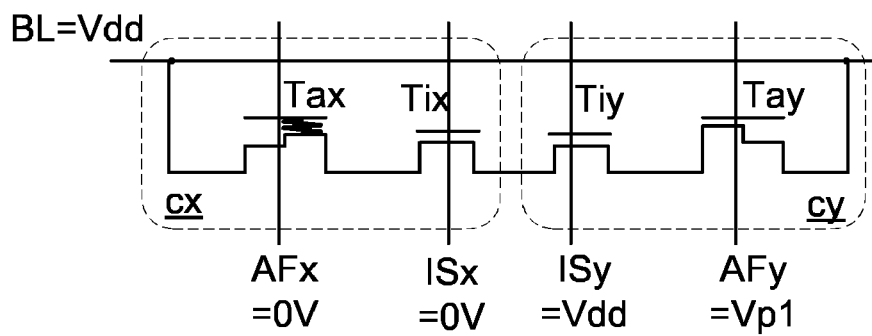 BL=Vdd
Tax Tix Tiy Tay
cx cy
AFx ISx ISy AFy
=0V =0V =Vdd =Vp1